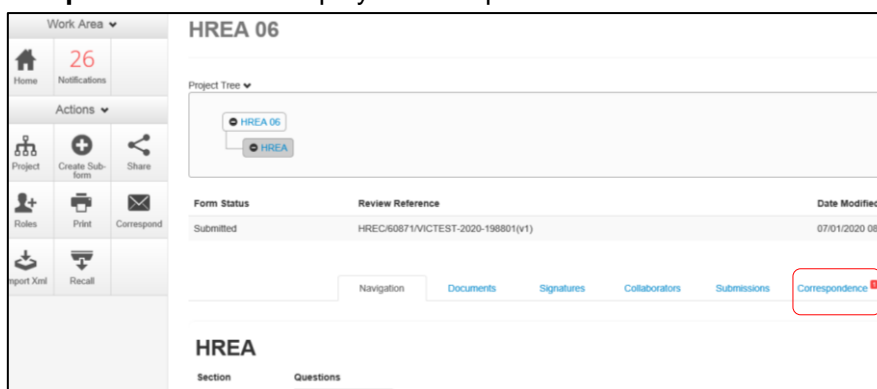 Work Area
HREA 06
26
Home
Notifications
Project Tree
Actions
HREA 06
HREA
Project
Create Sub-form
Share
Form Status
Review Reference
Date Modified
Roles
Print
Correspond
Submitted
HREC/60871/VICTEST-2020-198801(v1)
07/01/2020 08
mport Xml
Recall
Navigation
Documents
Signatures
Collaborators
Submissions
Correspondence
HREA
Section
Questions